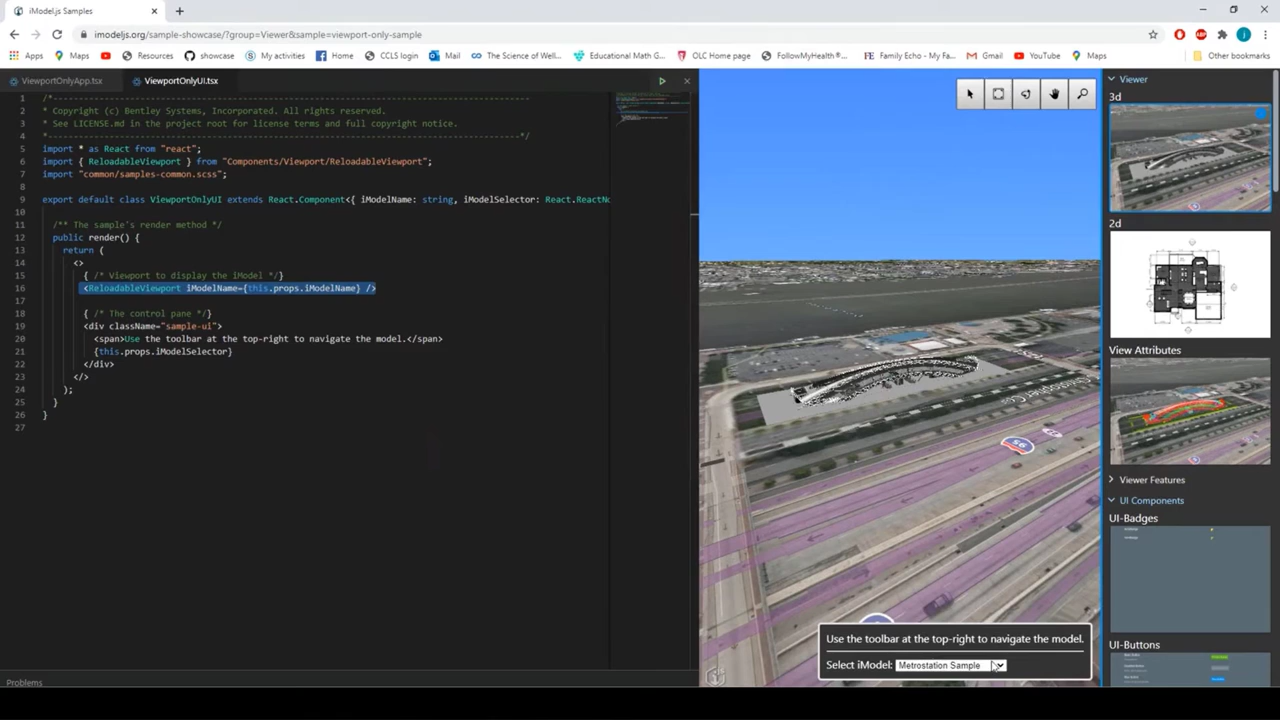 iModel.js Samples
imodeljs.org/sample-showcase/?group=Viewer&sample=viewport-only-sample
Apps Maps Resources showcase My activities Home CCLS login Mail The Science of Well... Educational Math G... OLC Home page FollowMyHealth®... Family Echo - My Fa... Gmail YouTube Maps Other bookmarks
ViewportOnlyApp.tsx ViewportOnlyUI.tsx
1 /*---------------------------------------------------------------------------------------------
2 * Copyright (c) Bentley Systems, Incorporated. All rights reserved.
3 * See LICENSE.md in the project root for license terms and full copyright notice.
4 *--------------------------------------------------------------------------------------------*/
5 import * as React from "react";
6 import { ReloadableViewport } from "Components/Viewport/ReloadableViewport";
7 import "common/samples-common.scss";
8
9 export default class ViewportOnlyUI extends React.Component<{ iModelName: string, iModelSelector: React.ReactNo
10
11 /** The sample's render method */
12 public render() {
13 return (
14 <>
15 { /* Viewport to display the iModel */}
16 <ReloadableViewport iModelName={this.props.iModelName} />
17
18 { /* The control pane */}
19 <div className="sample-ui">
20 <span>Use the toolbar at the top-right to navigate the model.</span>
21 {this.props.iModelSelector}
22 </div>
23 </>
24 );
25 }
26 }
27
Problems
Use the toolbar at the top-right to navigate the model.
Select iModel: Metrostation Sample
Viewer
3d
2d
View Attributes
Viewer Features
UI Components
UI-Badges
UI-Buttons